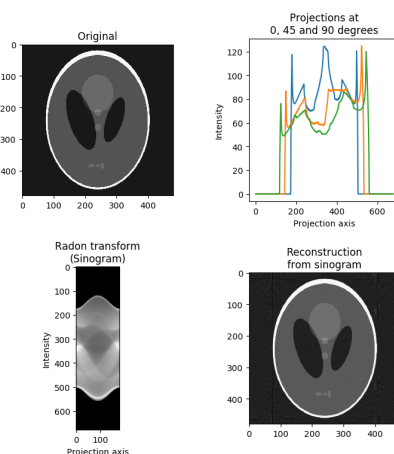 Original
0
100
200
300
400
0 100 200 300 400
Projections at
0, 45 and 90 degrees
120
100
80
60
40
20
0
Intensity
0 200 400 600
Projection axis
Radon transform
(Sinogram)
0
100
200
300
400
500
600
Intensity
0 100
Projection axis
Reconstruction
from sinogram
0
100
200
300
400
0 100 200 300 400